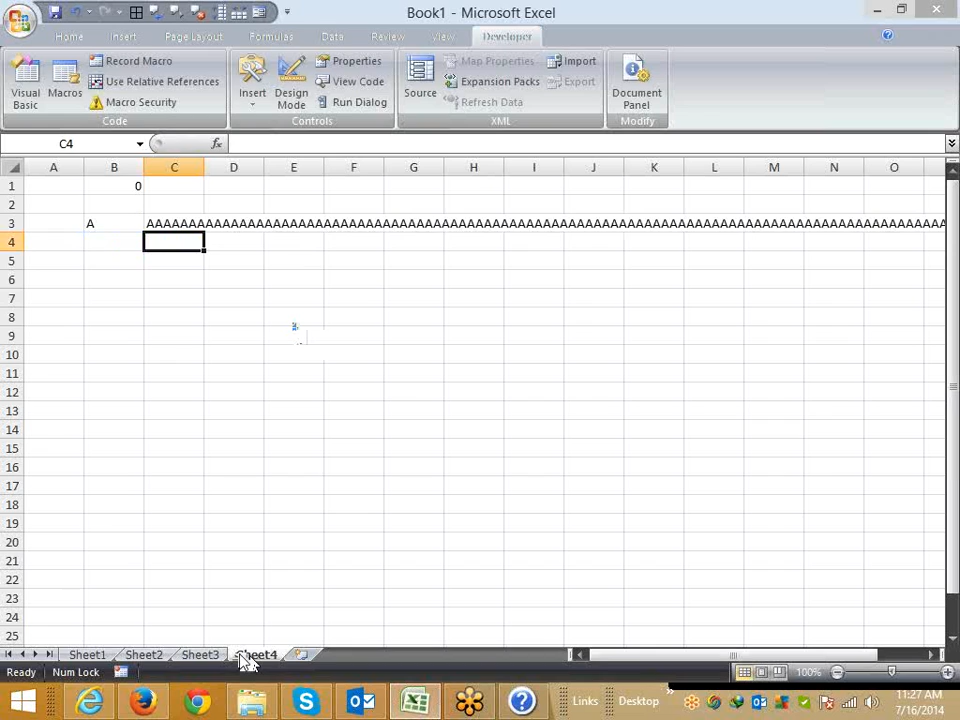 Book1 - Microsoft Excel
Home Insert Page Layout Formulas Data Review View Developer
Visual Basic
Macros
Record Macro
Use Relative References
Macro Security
Code
Insert
Design Mode
Properties
View Code
Run Dialog
Controls
Source
Map Properties
Expansion Packs
Refresh Data
Import
Export
XML
Document Panel
Modify
C4
fx
A B C D E F G H I J K L M N O
1 0
2
3 A
4
5
6
7
8
9
10
11
12
13
14
15
16
17
18
19
20
21
22
23
24
25
Sheet1 Sheet2 Sheet3 Sheet4
Ready Num Lock 100%
Links Desktop »
11:27 AM
7/16/2014